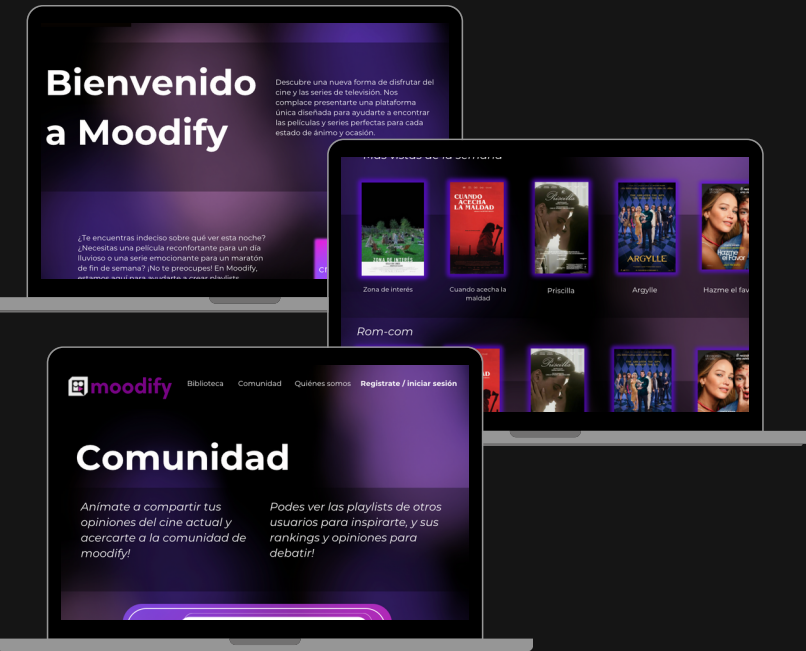 Bienvenido
a Moodify
Descubre una nueva forma de disfrutar del
cine y las series de televisión. Nos
complace presentarte una plataforma
única diseñada para ayudarte a encontrar
las películas y series perfectas para cada
estado de ánimo y ocasión.
¿Te encuentras indeciso sobre qué ver esta noche?
¿Necesitas una película reconfortante para un día
lluvioso o una serie emocionante para un maratón
de fin de semana? ¡No te preocupes! En Moodify,
estamos aquí para ayudarte a crear playlists
Más vistas de la semana
ZONA DE INTERÉS
CUANDO
ACECHA
LA MALDAD
Priscilla
ARGYLLE
Hazme
el Favor
Zona de interés
Cuando acecha la
maldad
Priscilla
Argylle
Hazme el fav
Rom-com
Priscilla
moodify
Biblioteca
Comunidad
Quiénes somos
Registrate / iniciar sesión
Comunidad
Anímate a compartir tus
opiniones del cine actual y
acercarte a la comunidad de
moodify!
Podes ver las playlists de otros
usuarios para inspirarte, y sus
rankings y opiniones para
debatir!